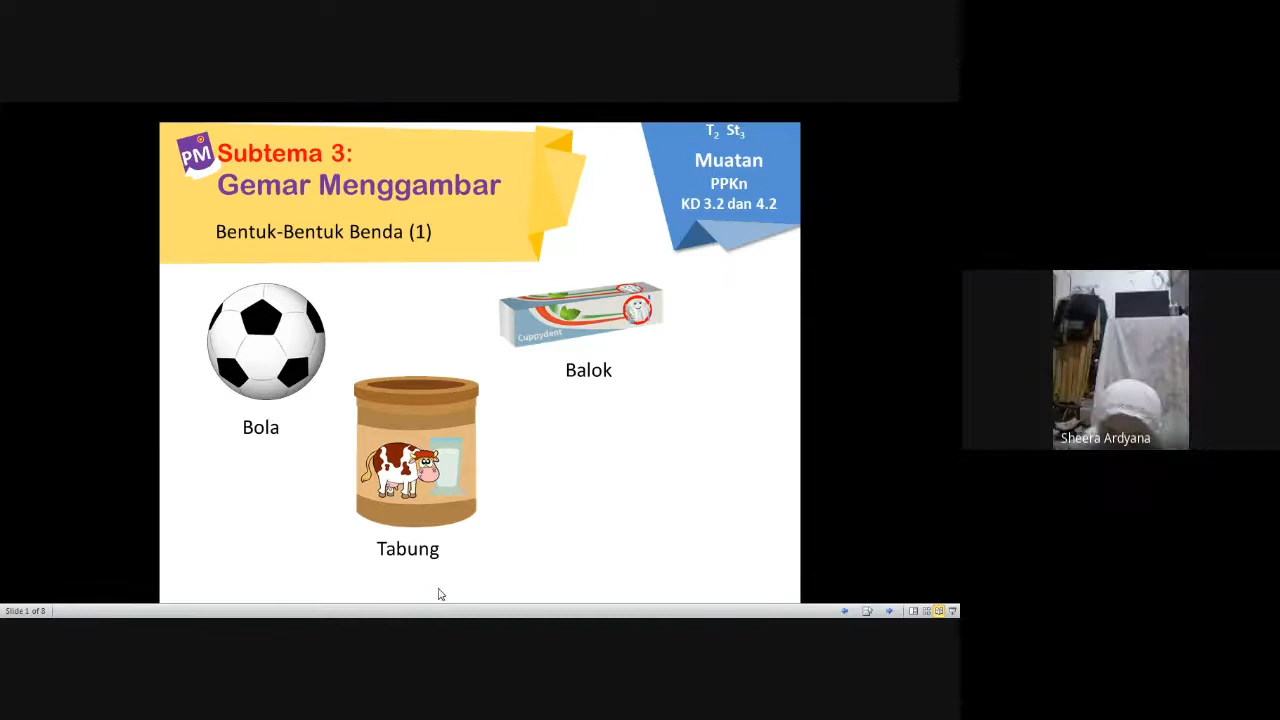 PM
Subtema 3:
Gemar Menggambar
Bentuk-Bentuk Benda (1)
T2 St3
Muatan
PPKn
KD 3.2 dan 4.2
Cuppydent
Balok
Bola
Tabung
Sheera Ardyana
Slide 1 of 8